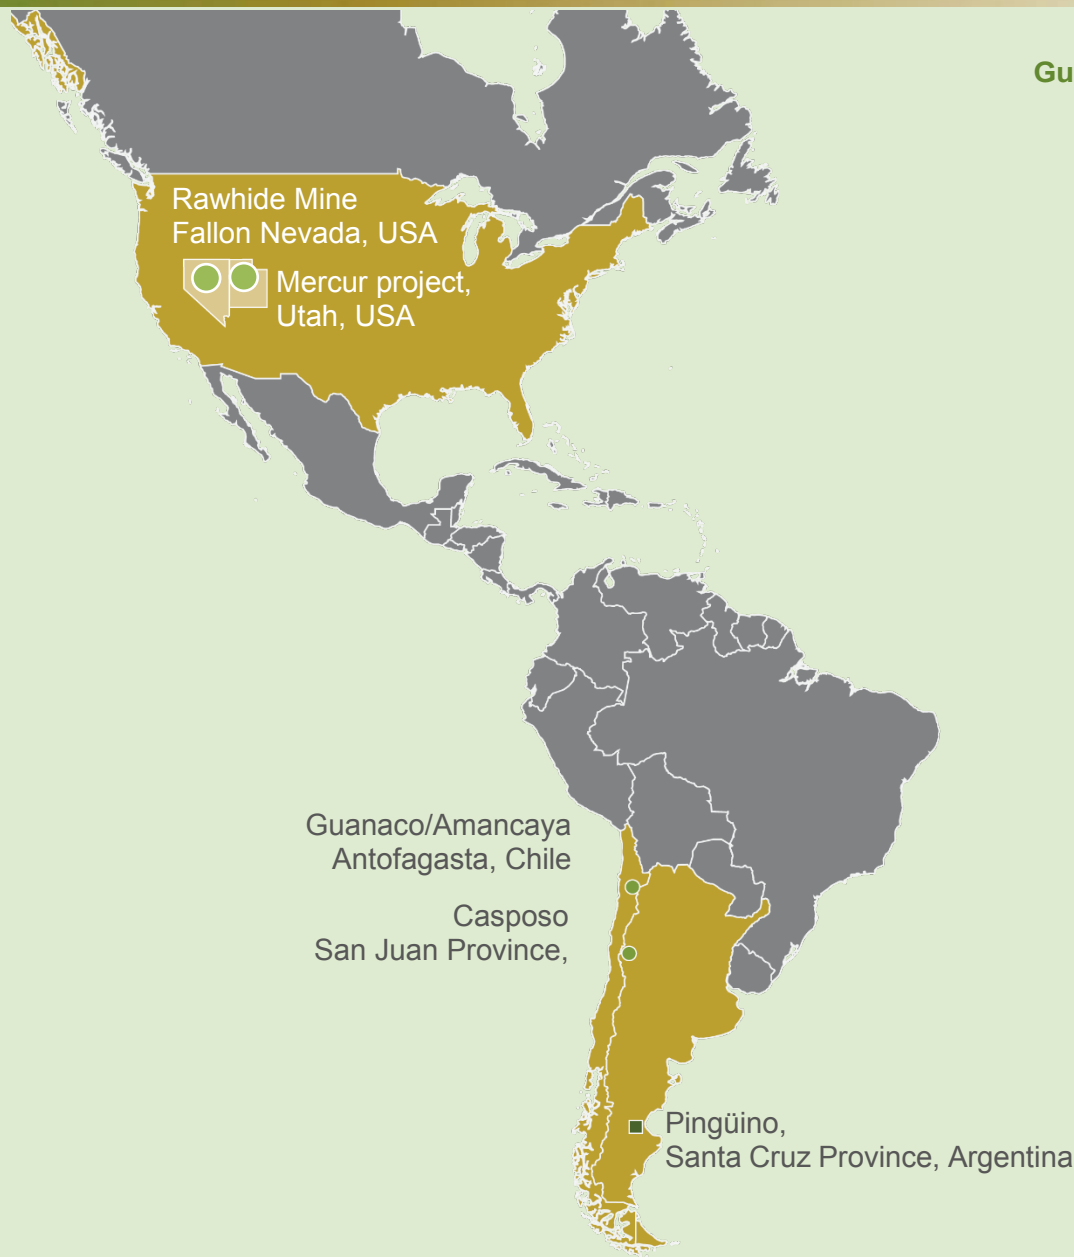 Gu
Rawhide Mine
Fallon Nevada, USA
Mercur project,
Utah, USA
Guanaco/Amancaya
Antofagasta, Chile
Casposo
San Juan Province,
Pingüino,
Santa Cruz Province, Argentina